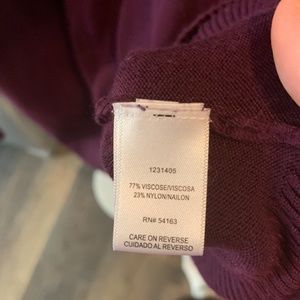 1231405
77% VISCOSE/VISCOSA
23% NYLON/NAILON
RN# 54163
CARE ON REVERSE
CUIDADO AL REVERSO